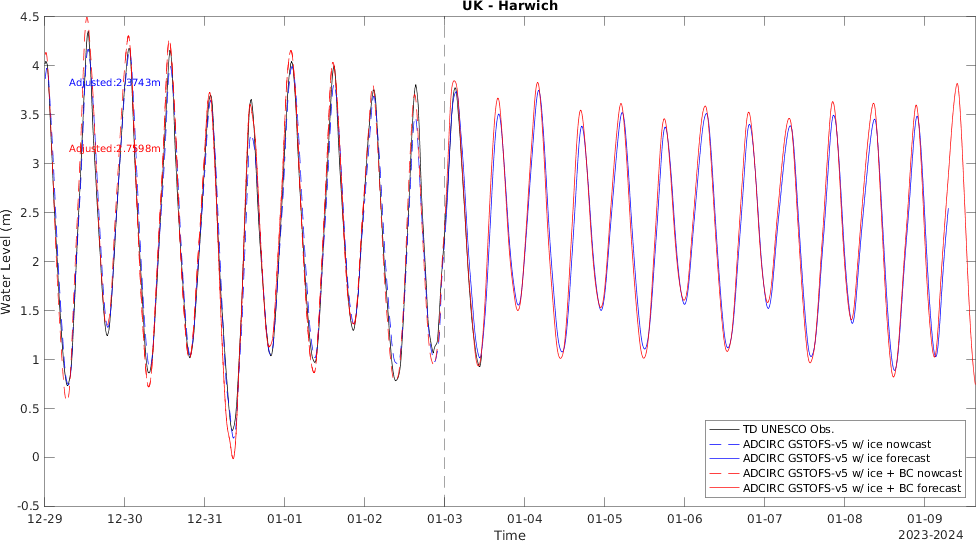 UK - Harwich
4.5
4
3.5
3
2.5
2
1.5
1
0.5
0
-0.5
Water Level (m)
Adjusted:2.3743m
Adjusted:2.7598m
TD UNESCO Obs.
ADCIRC GSTOFS-v5 w/ ice nowcast
ADCIRC GSTOFS-v5 w/ ice forecast
ADCIRC GSTOFS-v5 w/ ice + BC nowcast
ADCIRC GSTOFS-v5 w/ ice + BC forecast
12-29 12-30 12-31 01-01 01-02 01-03 01-04 01-05 01-06 01-07 01-08 01-09
Time
2023-2024